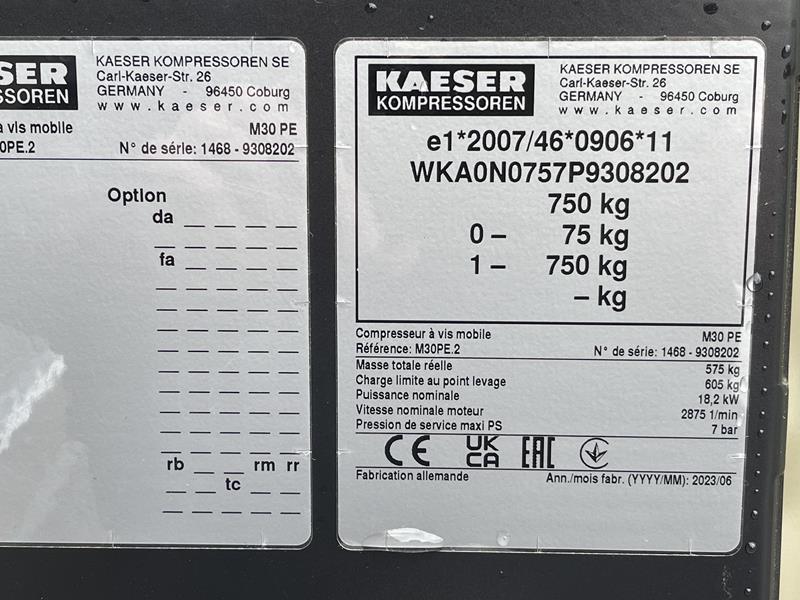 SER
SSOREN
KAESER KOMPRESSOREN SE
Carl-Kaeser-Str. 26
GERMANY - 96450 Coburg
www.kaeser.com
à vis mobile M30 PE
0PE.2 N° de série: 1468 - 9308202
Option
da
fa
rb rm rr
tc
KAESER
KOMPRESSOREN
KAESER KOMPRESSOREN SE
Carl-Kaeser-Str. 26
GERMANY - 96450 Coburg
www.kaeser.com
e1*2007/46*0906*11
WKA0N0757P9308202
750 kg
0 – 75 kg
1 – 750 kg
– kg
Compresseur à vis mobile M30 PE
Référence: M30PE.2 N° de série: 1468 - 9308202
Masse totale réelle 575 kg
Charge limite au point levage 605 kg
Puissance nominale 18,2 kW
Vitesse nominale moteur 2875 1/min
Pression de service maxi PS 7 bar
CE UK CA EAC
Fabrication allemande Ann./mois fabr. (YYYY/MM): 2023/06